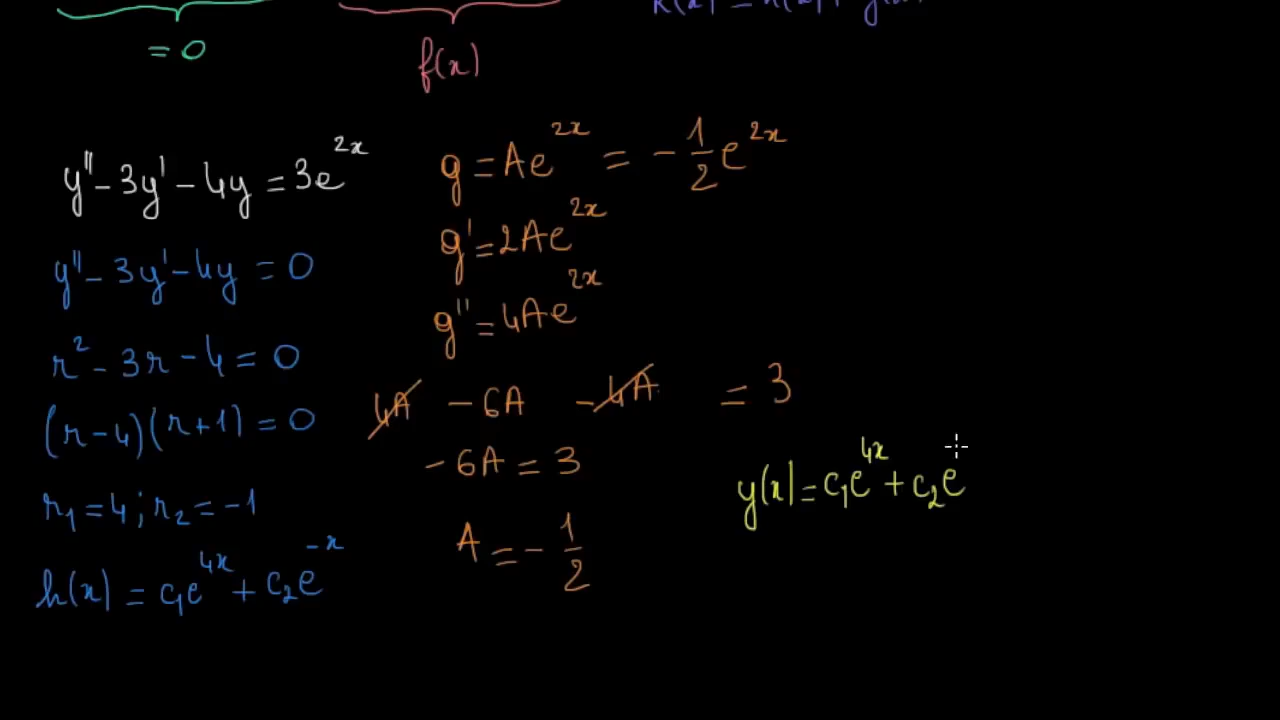 = 0
f(x)
y'' - 3y' - 4y = 3e^{2x}
y'' - 3y' - 4y = 0
r² - 3r - 4 = 0
(r-4)(r+1) = 0
r₁ = 4 ; r₂ = -1
h(x) = c₁e^{4x} + c₂e^{-x}
g = Ae^{2x} = -1/2 e^{2x}
g' = 2Ae^{2x}
g'' = 4Ae^{2x}
4A - 6A - 4A = 3
-6A = 3
A = -1/2
y(x) = c₁e^{4x} + c₂e